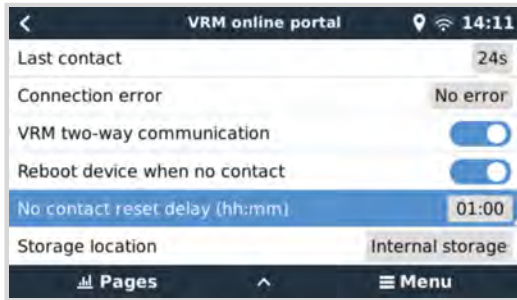 VRM online portal 14:11
Last contact 24s
Connection error No error
VRM two-way communication
Reboot device when no contact
No contact reset delay (hh:mm) 01:00
Storage location Internal storage
Pages Menu